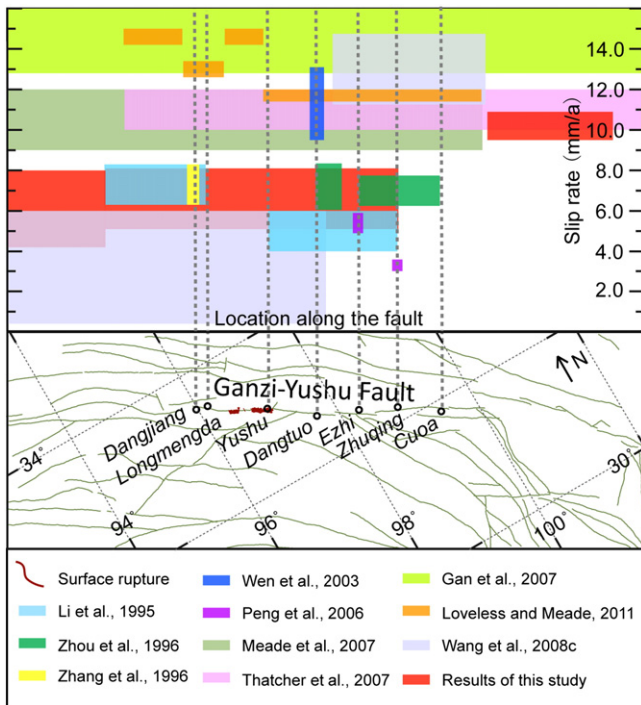 14.0
12.0
10.0
8.0
6.0
4.0
2.0
Slip rate (mm/a)
Location along the fault
N
Ganzi-Yushu Fault
Dangjiang
Longmengda
Yushu
Dangtuo
Ezhi
Zhuqing
Cuoa
34°
30°
94°
96°
98°
100°
Surface rupture
Wen et al., 2003
Gan et al., 2007
Li et al., 1995
Peng et al., 2006
Loveless and Meade, 2011
Zhou et al., 1996
Meade et al., 2007
Wang et al., 2008c
Zhang et al., 1996
Thatcher et al., 2007
Results of this study